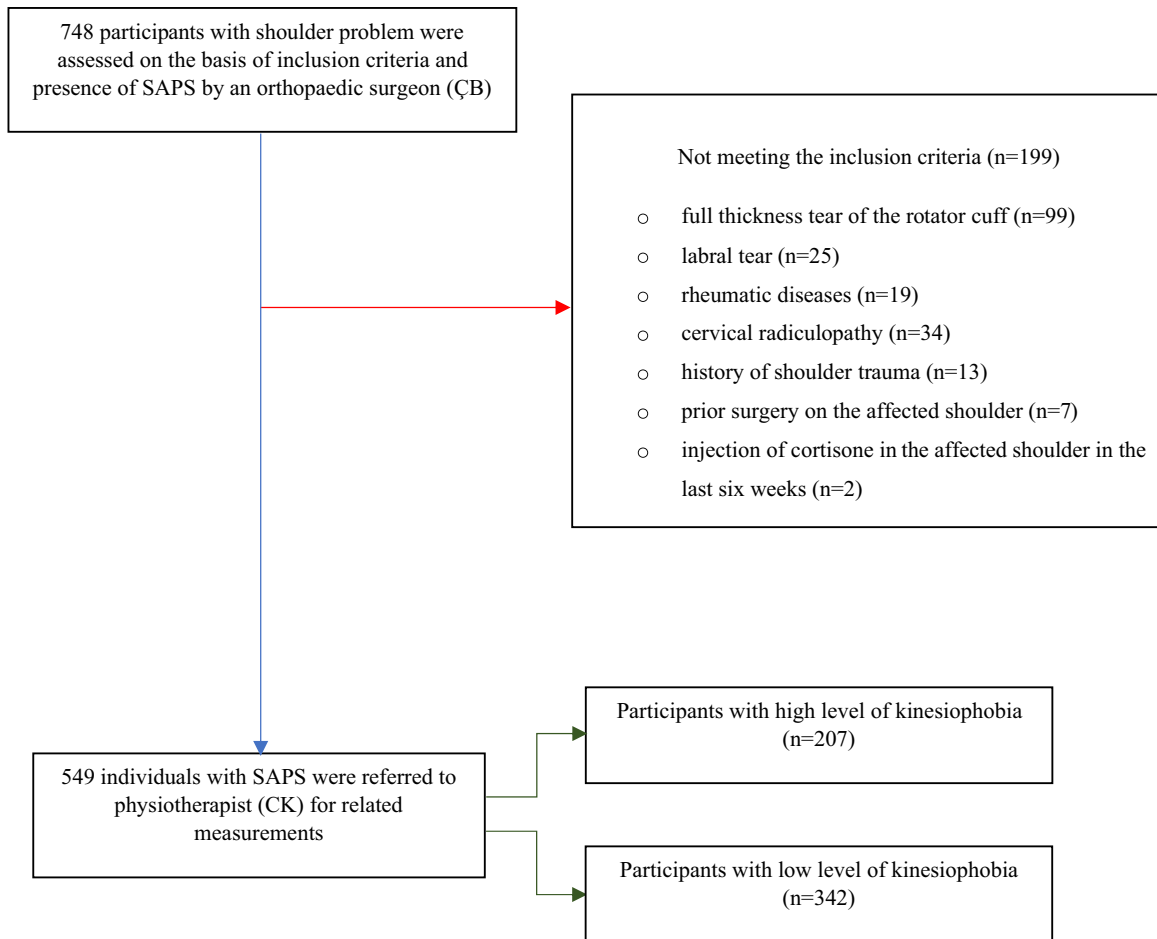 748 participants with shoulder problem were
assessed on the basis of inclusion criteria and
presence of SAPS by an orthopaedic surgeon (ÇB)
Not meeting the inclusion criteria (n=199)
○ full thickness tear of the rotator cuff (n=99)
○ labral tear (n=25)
○ rheumatic diseases (n=19)
○ cervical radiculopathy (n=34)
○ history of shoulder trauma (n=13)
○ prior surgery on the affected shoulder (n=7)
○ injection of cortisone in the affected shoulder in the
last six weeks (n=2)
Participants with high level of kinesiophobia
(n=207)
549 individuals with SAPS were referred to
physiotherapist (CK) for related
measurements
Participants with low level of kinesiophobia
(n=342)